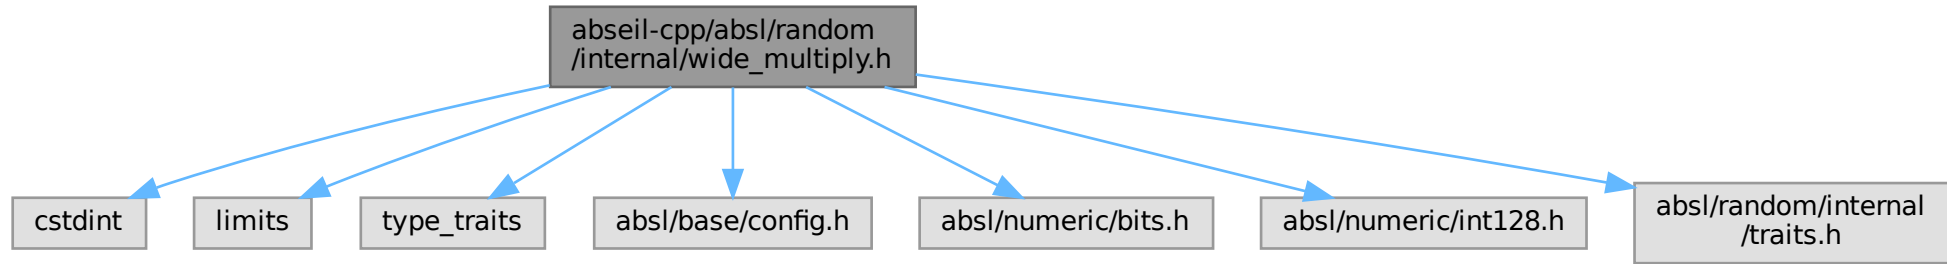 abseil-cpp/absl/random
/internal/wide_multiply.h
cstdint
limits
type_traits
absl/base/config.h
absl/numeric/bits.h
absl/numeric/int128.h
absl/random/internal
/traits.h